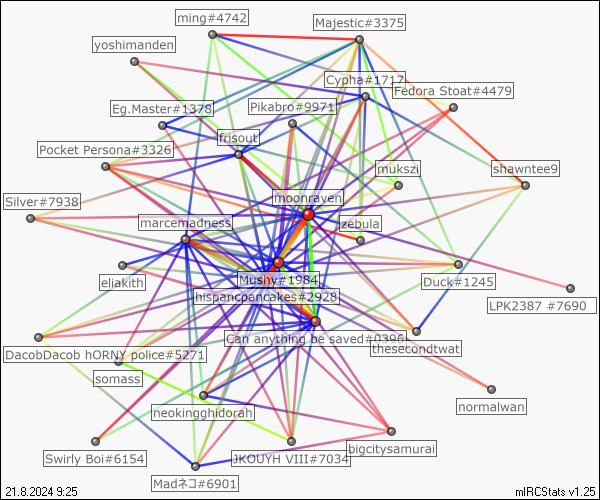 ming#4742
Majestic#3375
yoshimanden
Cypha#1717
Fedora Stoat#4479
Eg.Master#1378
Pikabro#9971
frisout
Pocket Persona#3326
mukszi
shawntee9
moonraven
Silver#7938
marcemadness
zebula
eliakith
Mushy#1984
Duck#1245
hispancpancakes#2928
LPK2387 #7690
Can anything be saved#0396
DacobDacob hORNY police#5271
thesecondtwat
somass
neokingghidorah
normalwan
bigcitysamurai
Swirly Boi#6154
JKOUYH VIII#7034
Madネコ#6901
21.8.2024 9:25
mIRCStats v1.25